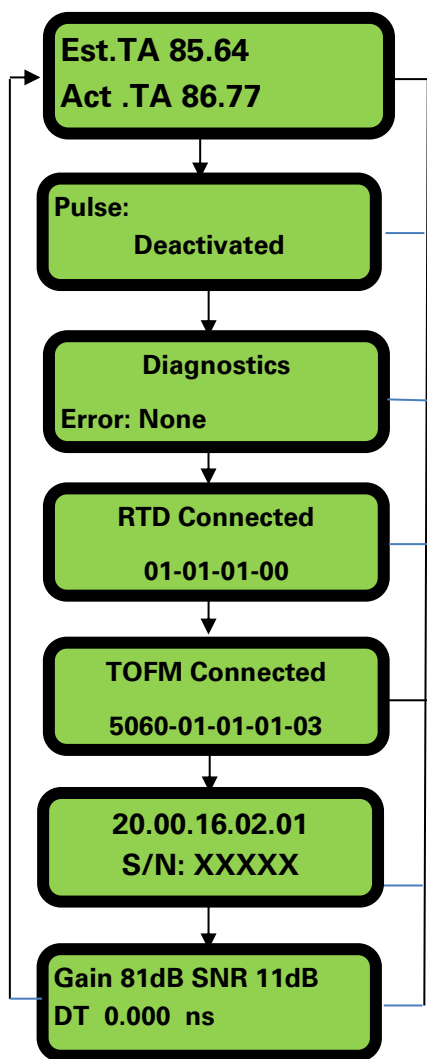 Est.TA 85.64
Act .TA 86.77
Pulse:
Deactivated
Diagnostics
Error: None
RTD Connected
01-01-01-00
TOFM Connected
5060-01-01-01-03
20.00.16.02.01
S/N: XXXXX
Gain 81dB SNR 11dB
DT 0.000 ns